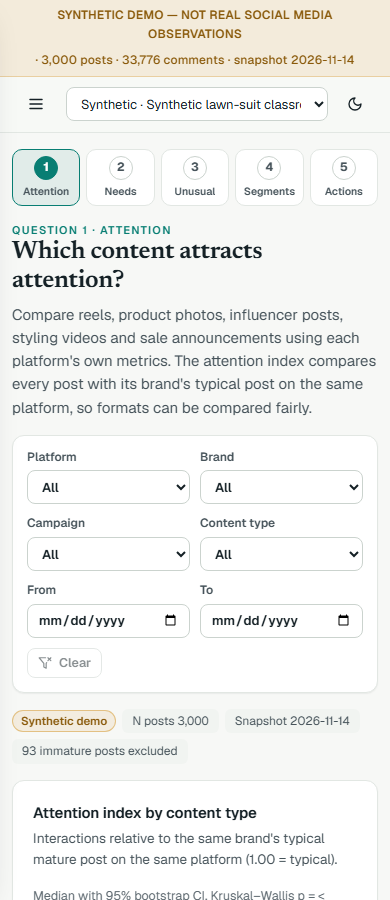 SYNTHETIC DEMO — NOT REAL SOCIAL MEDIA
OBSERVATIONS
· 3,000 posts · 33,776 comments · snapshot 2026-11-14
Synthetic · Synthetic lawn-suit classr
1
Attention
2
Needs
3
Unusual
4
Segments
5
Actions
QUESTION 1 · ATTENTION
Which content attracts
attention?
Compare reels, product photos, influencer posts,
styling videos and sale announcements using each
platform's own metrics. The attention index compares
every post with its brand's typical post on the same
platform, so formats can be compared fairly.
Platform
Brand
All
All
Campaign
Content type
All
All
From
To
mm/dd/yyyy
mm/dd/yyyy
Clear
Synthetic demo
N posts 3,000
Snapshot 2026-11-14
93 immature posts excluded
Attention index by content type
Interactions relative to the same brand's typical
mature post on the same platform (1.00 = typical).
Median with 95% bootstrap CI. Kruskal–Wallis p = <